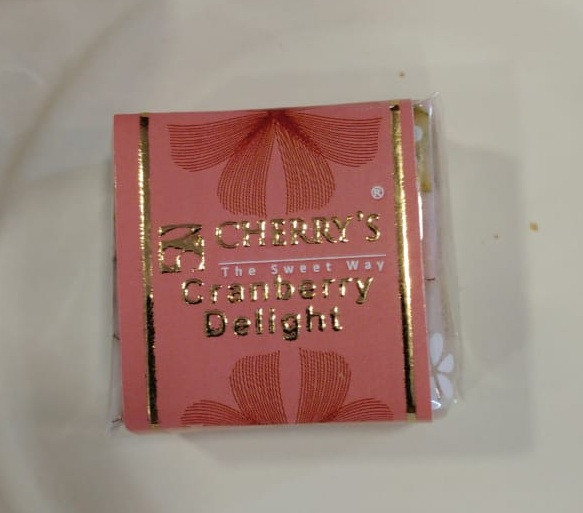 ®
CHERRY'S
The Sweet Way
Cranberry
Delight